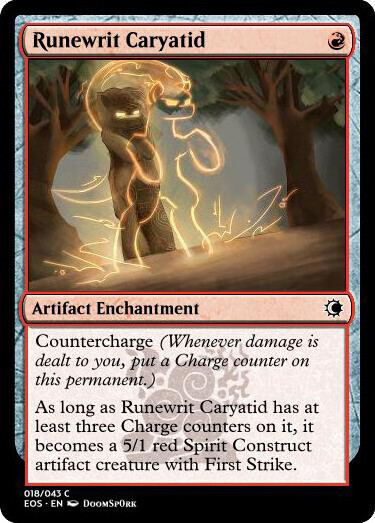 Runewrit Caryatid
Artifact Enchantment
Countercharge (Whenever damage is
dealt to you, put a Charge counter on
this permanent.)
As long as Runewrit Caryatid has at
least three Charge counters on it, it
becomes a 5/1 red Spirit Construct
artifact creature with First Strike.
018/043 C
EOS • EN DoomSp0rk